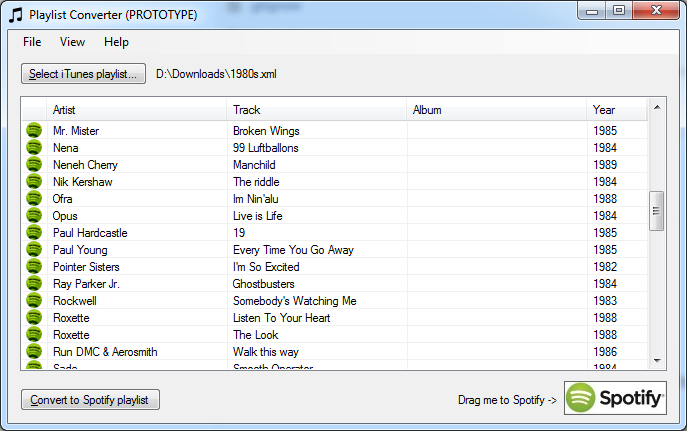 Playlist Converter (PROTOTYPE)
File View Help
Select iTunes playlist... D:\Downloads\1980s.xml
Artist Track Album Year
Mr. Mister Broken Wings 1985
Nena 99 Luftballons 1984
Neneh Cherry Manchild 1989
Nik Kershaw The riddle 1984
Ofra Im Nin'alu 1988
Opus Live is Life 1984
Paul Hardcastle 19 1985
Paul Young Every Time You Go Away 1985
Pointer Sisters I'm So Excited 1982
Ray Parker Jr. Ghostbusters 1984
Rockwell Somebody's Watching Me 1983
Roxette Listen To Your Heart 1988
Roxette The Look 1988
Run DMC & Aerosmith Walk this way 1986
Sade Smooth Operator 1984
Convert to Spotify playlist Drag me to Spotify -> Spotify